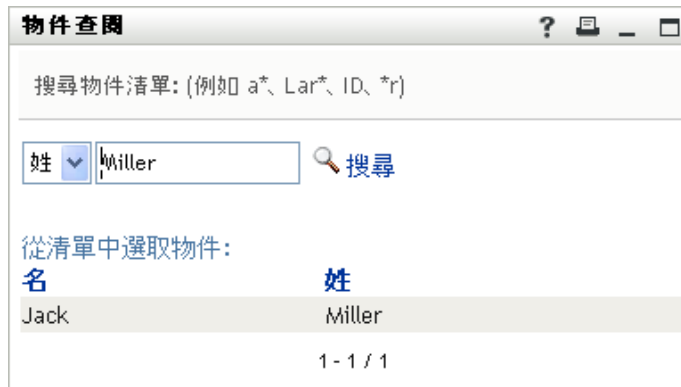 物件查閱 ?
搜尋物件清單: (例如 a*、Lar*、ID、*r)
姓 Miller 搜尋
從清單中選取物件:
名 姓
Jack Miller
1 - 1 / 1